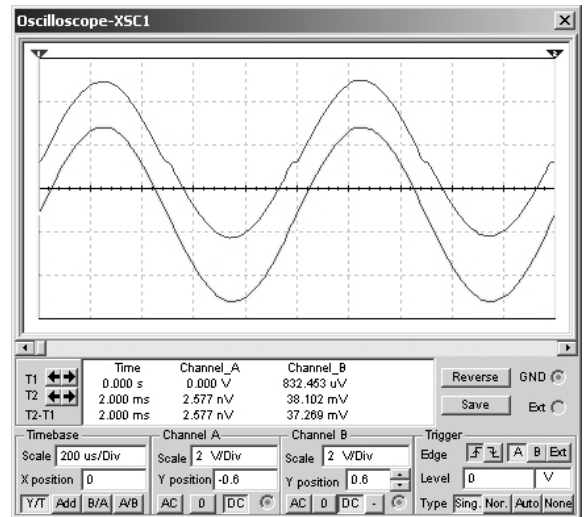 Oscilloscope-XSC1
1 2
Time Channel_A Channel_B
T1 0.000 s 0.000 V 832.453 uV
T2 2.000 ms 2.577 nV 38.102 mV
T2-T1 2.000 ms 2.577 nV 37.269 mV
Reverse GND
Save Ext
Timebase
Scale 200 us/Div
X position 0
Y/T Add B/A A/B
Channel A
Scale 2 V/Div
Y position -0.6
AC 0 DC
Channel B
Scale 2 V/Div
Y position 0.6
AC 0 DC -
Trigger
Edge A B Ext
Level 0 V
Type Sing. Nor. Auto None